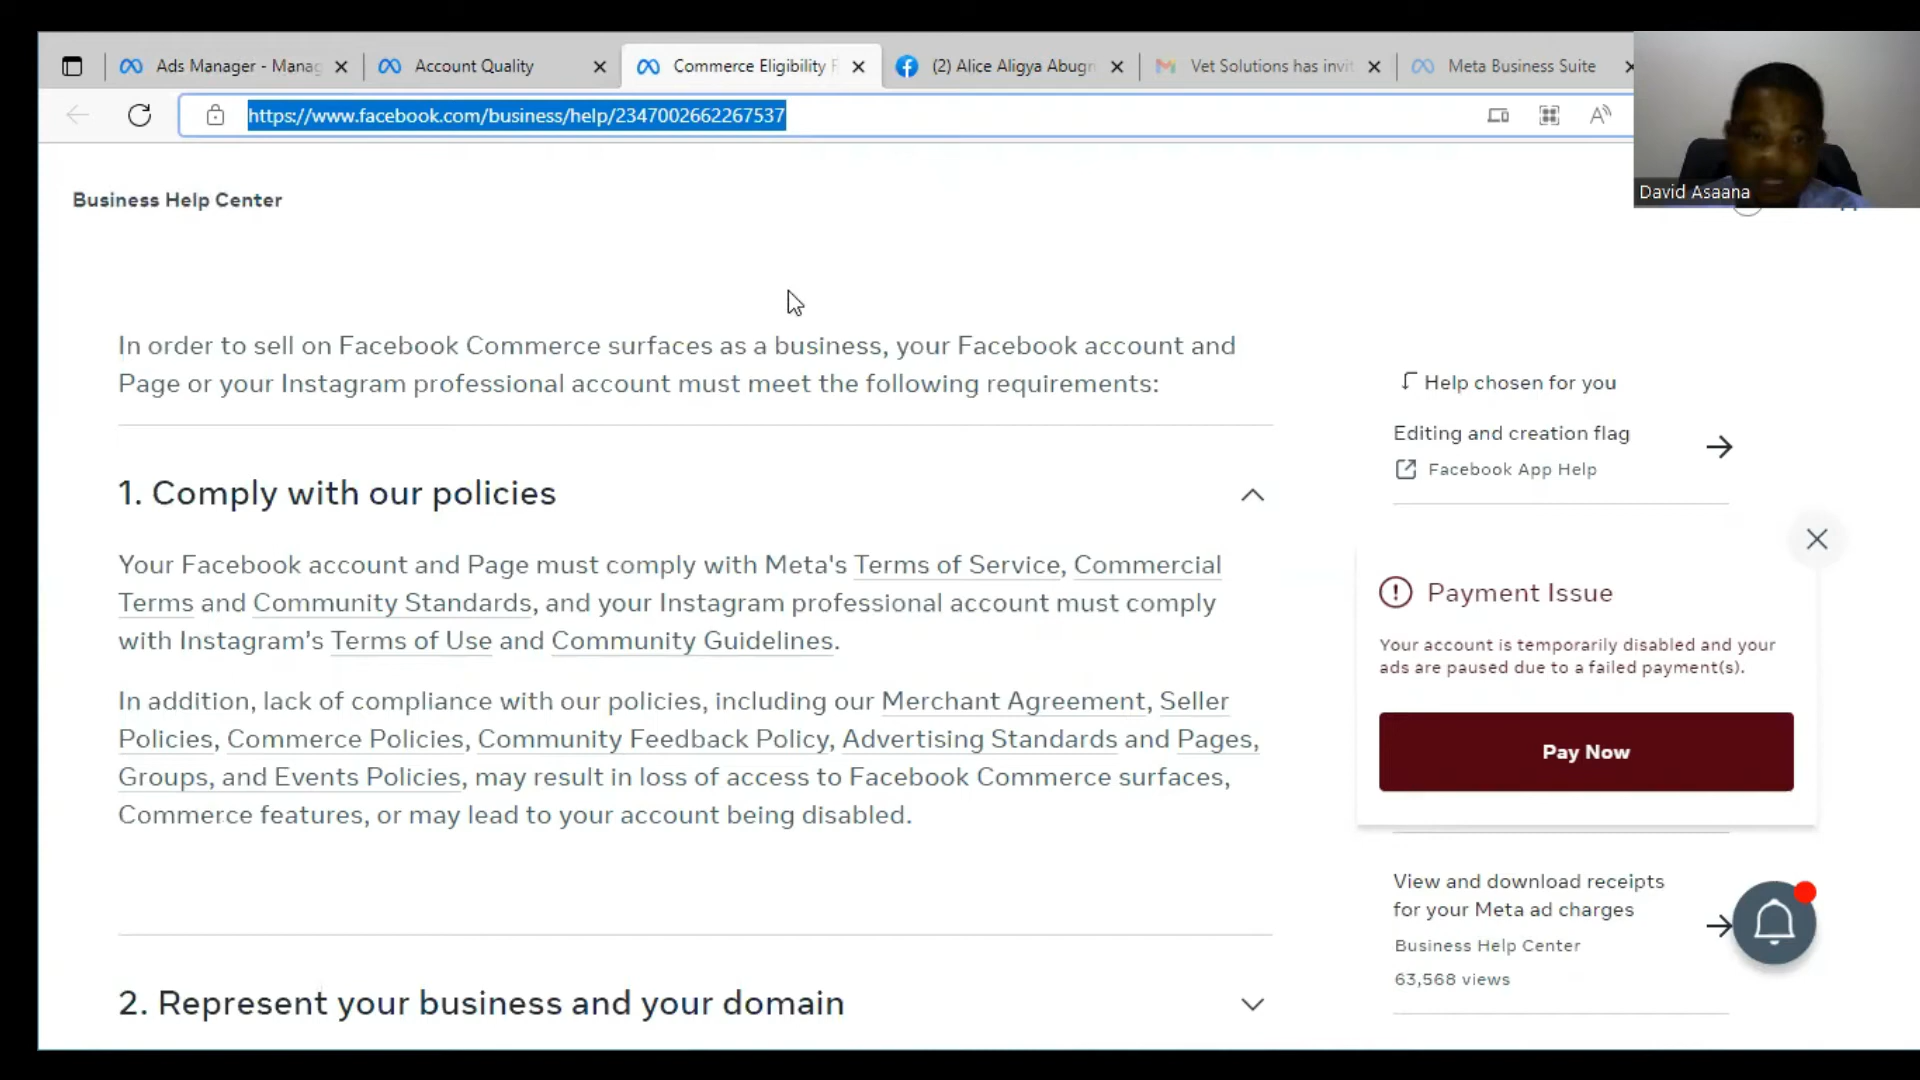 Ads Manager - Manag
Account Quality
Commerce Eligibility
(2) Alice Aligya Abugr
Vet Solutions has invit
Meta Business Suite
https://www.facebook.com/business/help/2347002662267537
David Asaana
Business Help Center
In order to sell on Facebook Commerce surfaces as a business, your Facebook account and
Page or your Instagram professional account must meet the following requirements:
1. Comply with our policies
Your Facebook account and Page must comply with Meta's Terms of Service, Commercial
Terms and Community Standards, and your Instagram professional account must comply
with Instagram's Terms of Use and Community Guidelines.
In addition, lack of compliance with our policies, including our Merchant Agreement, Seller
Policies, Commerce Policies, Community Feedback Policy, Advertising Standards and Pages,
Groups, and Events Policies, may result in loss of access to Facebook Commerce surfaces,
Commerce features, or may lead to your account being disabled.
2. Represent your business and your domain
Help chosen for you
Editing and creation flag
Facebook App Help
Payment Issue
Your account is temporarily disabled and your
ads are paused due to a failed payment(s).
Pay Now
View and download receipts
for your Meta ad charges
Business Help Center
63,568 views